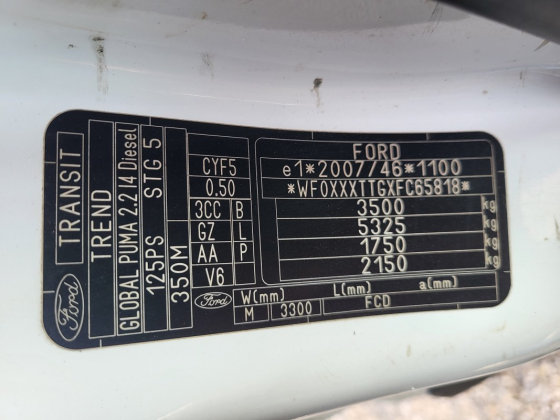 Ford
TRANSIT
TREND
GLOBAL PUMA 2.2 I4 Diesel
125PS STG 5
350M
CYF5
0.50
3CC B
GZ L
AA P
V6
FORD
e1*2007/46*1100
*WF0XXXTTGXFC65818*
3500 kg
5325
1750 kg
2150 kg
Ford
W(mm) L(mm) a(mm)
M 3300 FCD